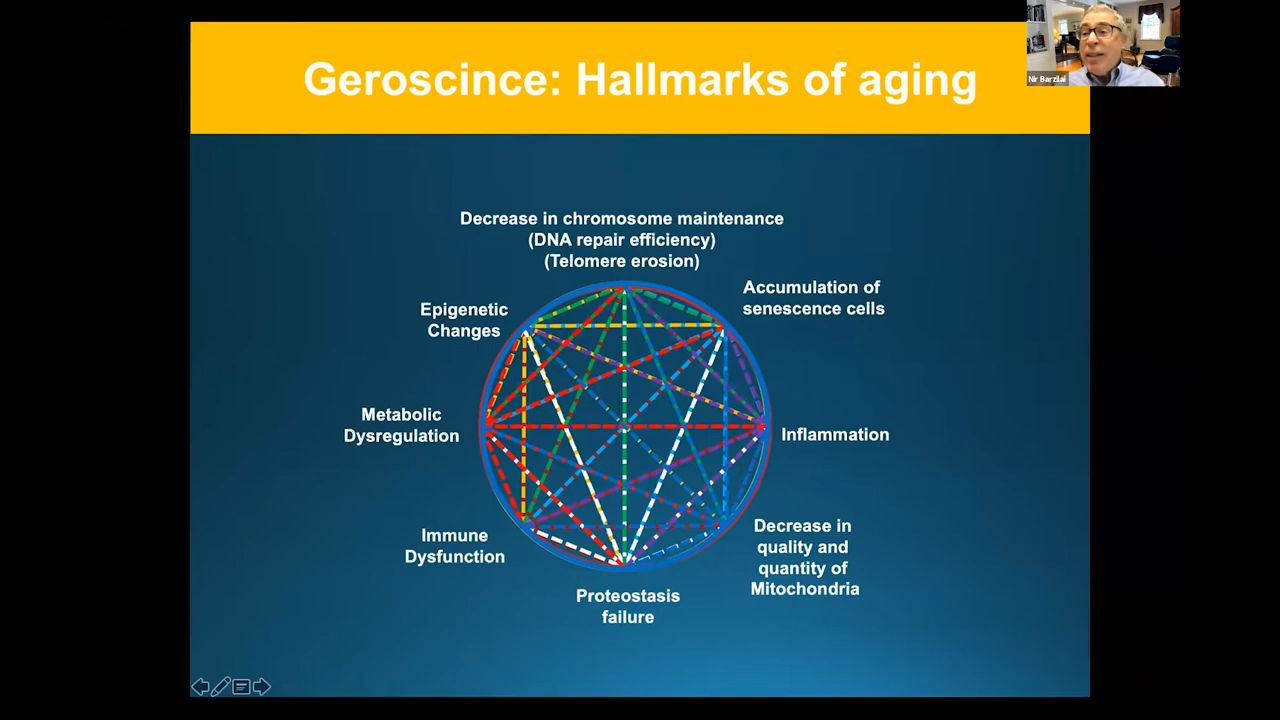 Geroscince: Hallmarks of aging
Nir Barzilai
Decrease in chromosome maintenance
(DNA repair efficiency)
(Telomere erosion)
Accumulation of
senescence cells
Epigenetic
Changes
Metabolic
Dysregulation
Inflammation
Immune
Dysfunction
Decrease in
quality and
quantity of
Mitochondria
Proteostasis
failure